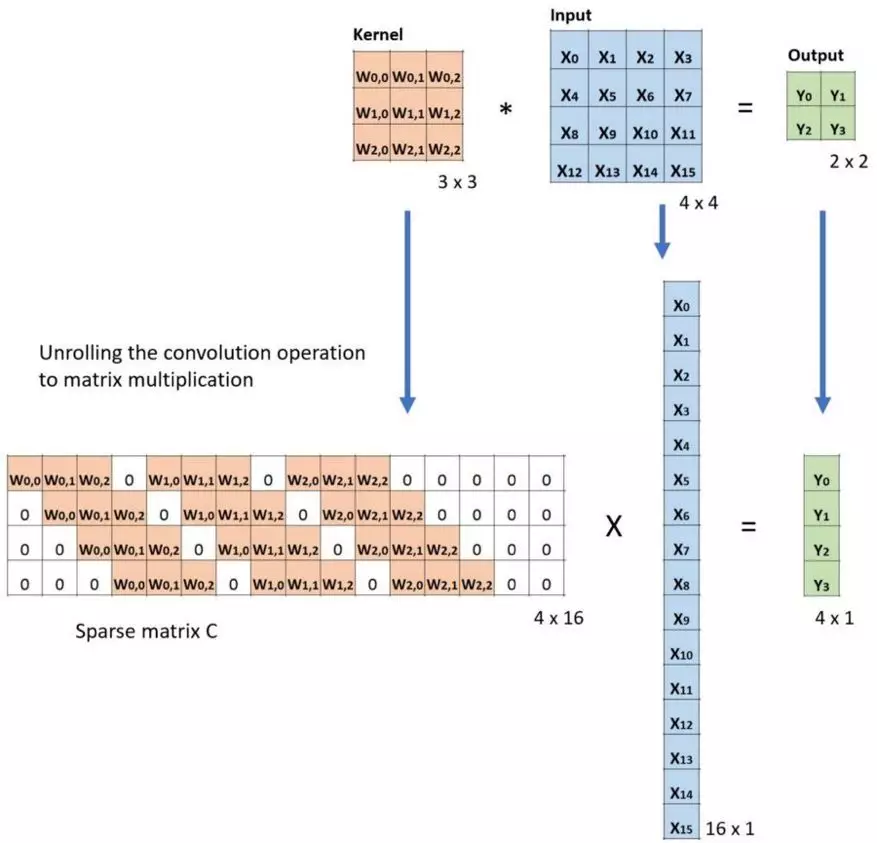 Kernel
Input
Output
W0,0 W0,1 W0,2
W1,0 W1,1 W1,2
W2,0 W2,1 W2,2
3 x 3
*
X0 X1 X2 X3
X4 X5 X6 X7
X8 X9 X10 X11
X12 X13 X14 X15
4 x 4
=
Y0 Y1
Y2 Y3
2 x 2
Unrolling the convolution operation
to matrix multiplication
W0,0 W0,1 W0,2 0 W1,0 W1,1 W1,2 0 W2,0 W2,1 W2,2 0 0 0 0 0
0 W0,0 W0,1 W0,2 0 W1,0 W1,1 W1,2 0 W2,0 W2,1 W2,2 0 0 0 0
0 0 W0,0 W0,1 W0,2 0 W1,0 W1,1 W1,2 0 W2,0 W2,1 W2,2 0 0 0
0 0 0 W0,0 W0,1 W0,2 0 W1,0 W1,1 W1,2 0 W2,0 W2,1 W2,2 0 0
Sparse matrix C
4 x 16
X
X0
X1
X2
X3
X4
X5
X6
X7
X8
X9
X10
X11
X12
X13
X14
X15
16 x 1
=
Y0
Y1
Y2
Y3
4 x 1